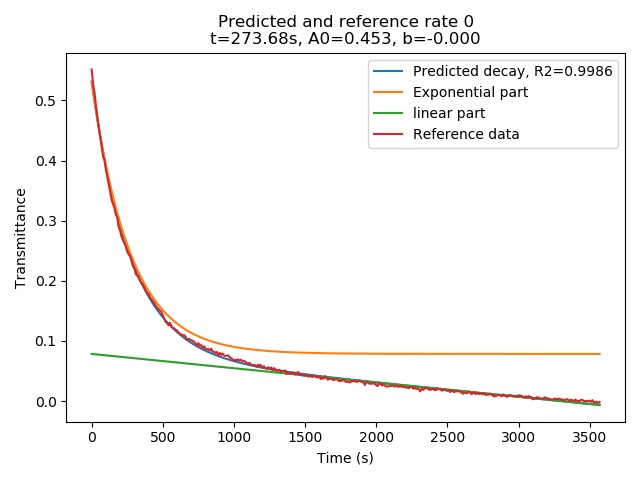 Predicted and reference rate 0
t=273.68s, A0=0.453, b=-0.000
Predicted decay, R2=0.9986
Exponential part
linear part
Reference data
Transmittance
0.5
0.4
0.3
0.2
0.1
0.0
0 500 1000 1500 2000 2500 3000 3500
Time (s)